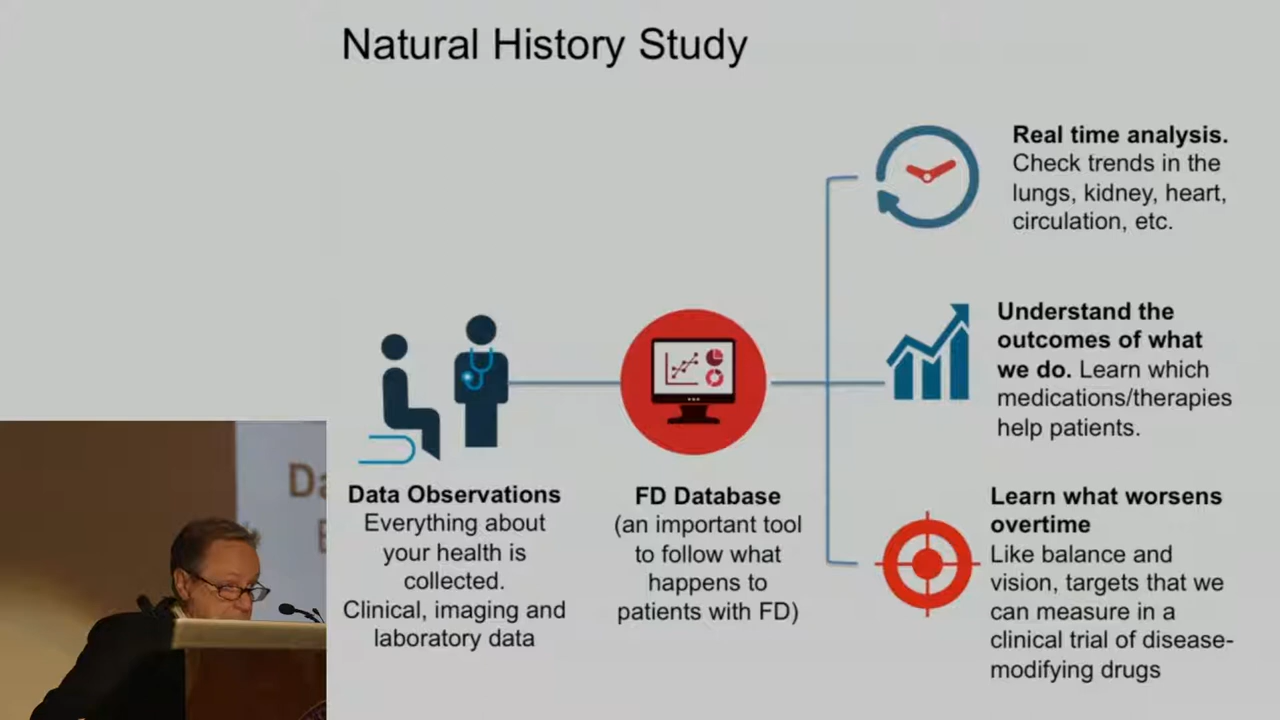 Natural History Study
Real time analysis.
Check trends in the
lungs, kidney, heart,
circulation, etc.
Understand the
outcomes of what
we do. Learn which
medications/therapies
help patients.
Data Observations
Everything about
your health is
collected.
Clinical, imaging and
laboratory data
FD Database
(an important tool
to follow what
happens to
patients with FD)
Learn what worsens
overtime
Like balance and
vision, targets that we
can measure in a
clinical trial of disease-
modifying drugs
Da